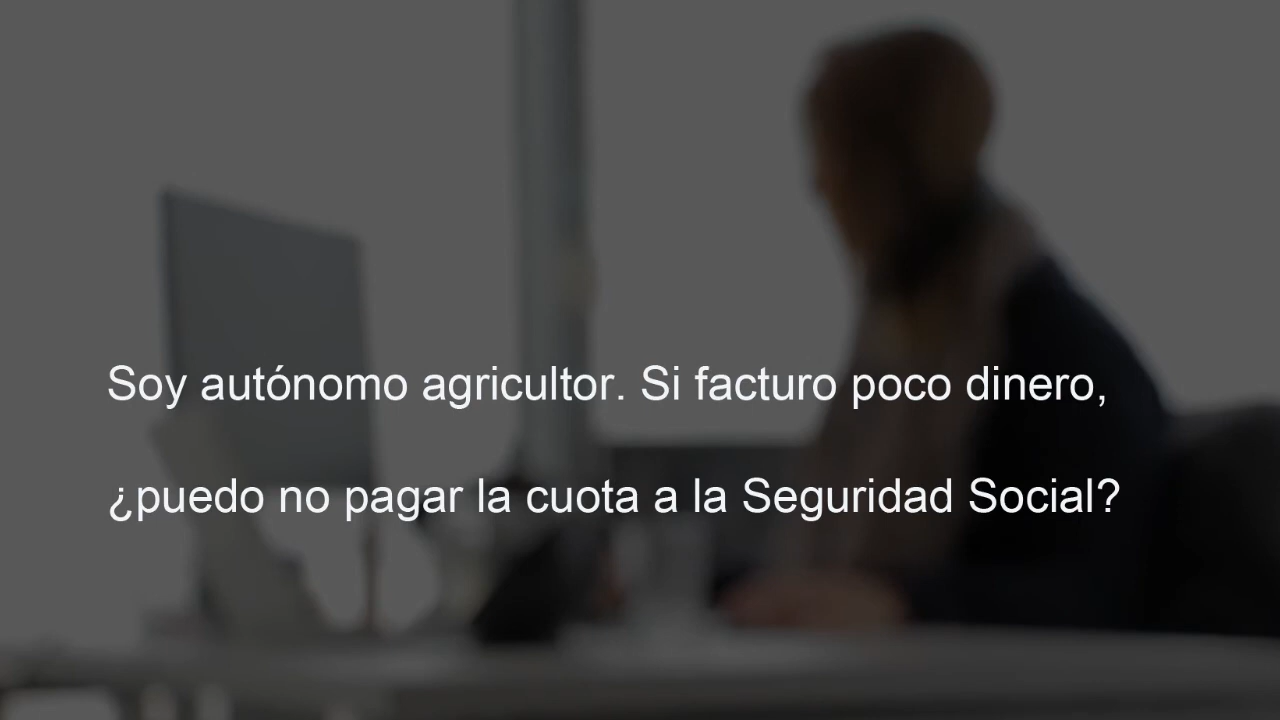 Soy autónomo agricultor. Si facturo poco dinero,
¿puedo no pagar la cuota a la Seguridad Social?